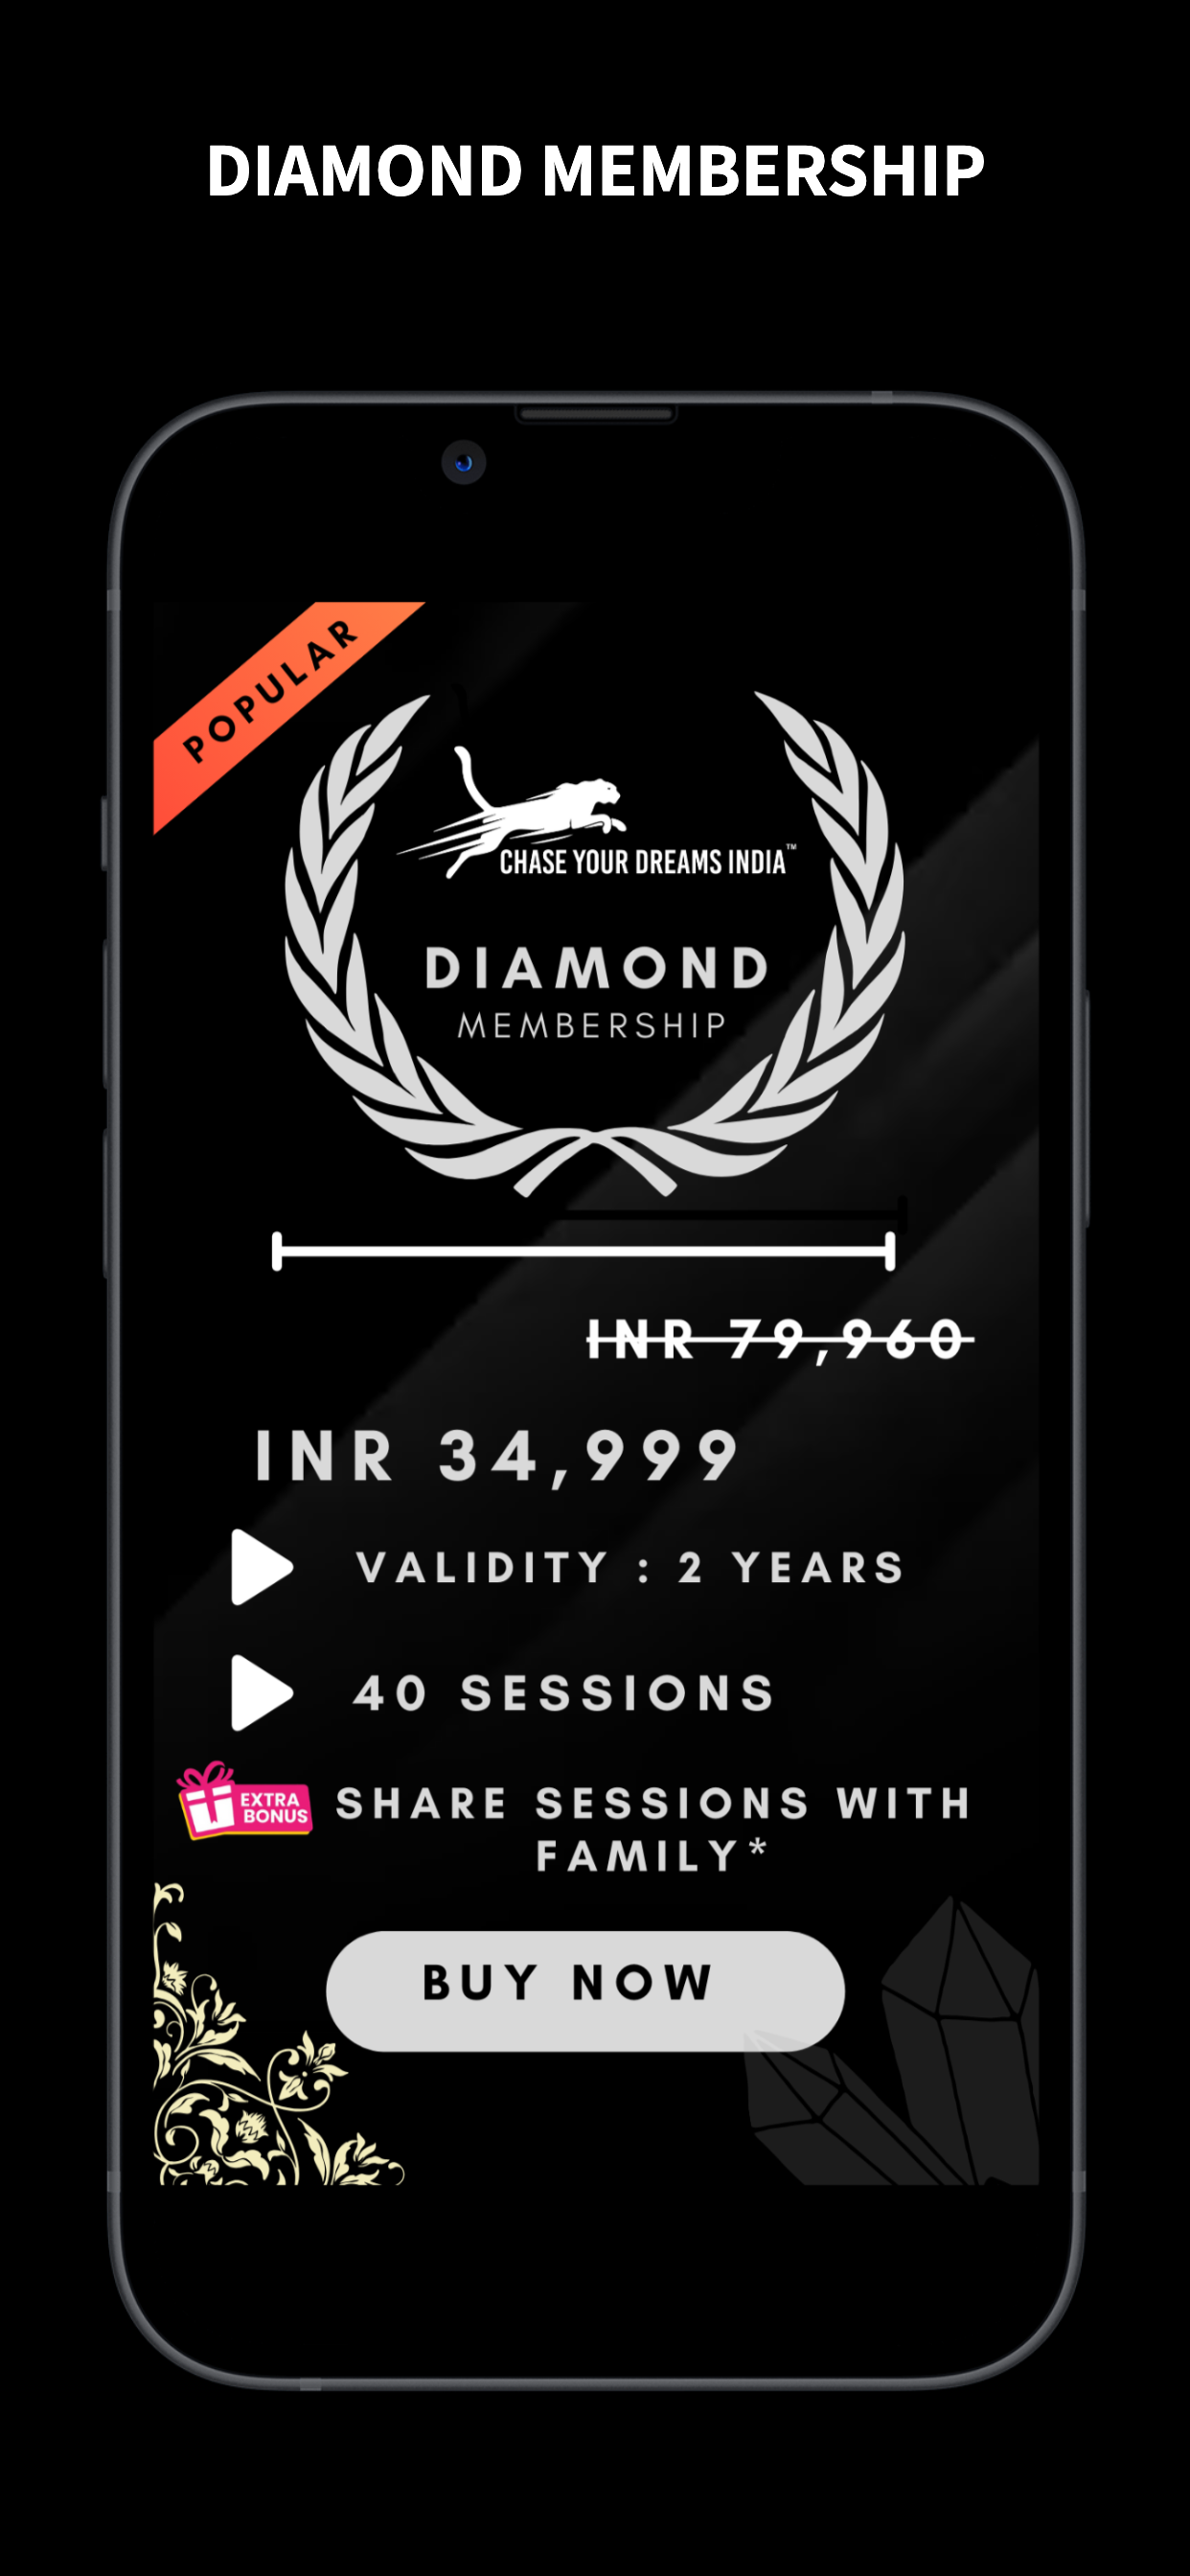 DIAMOND MEMBERSHIP
POPULAR
CHASE YOUR DREAMS INDIA™
DIAMOND
MEMBERSHIP
INR 79,960
INR 34,999
VALIDITY : 2 YEARS
40 SESSIONS
EXTRA
BONUS
SHARE SESSIONS WITH
FAMILY*
BUY NOW